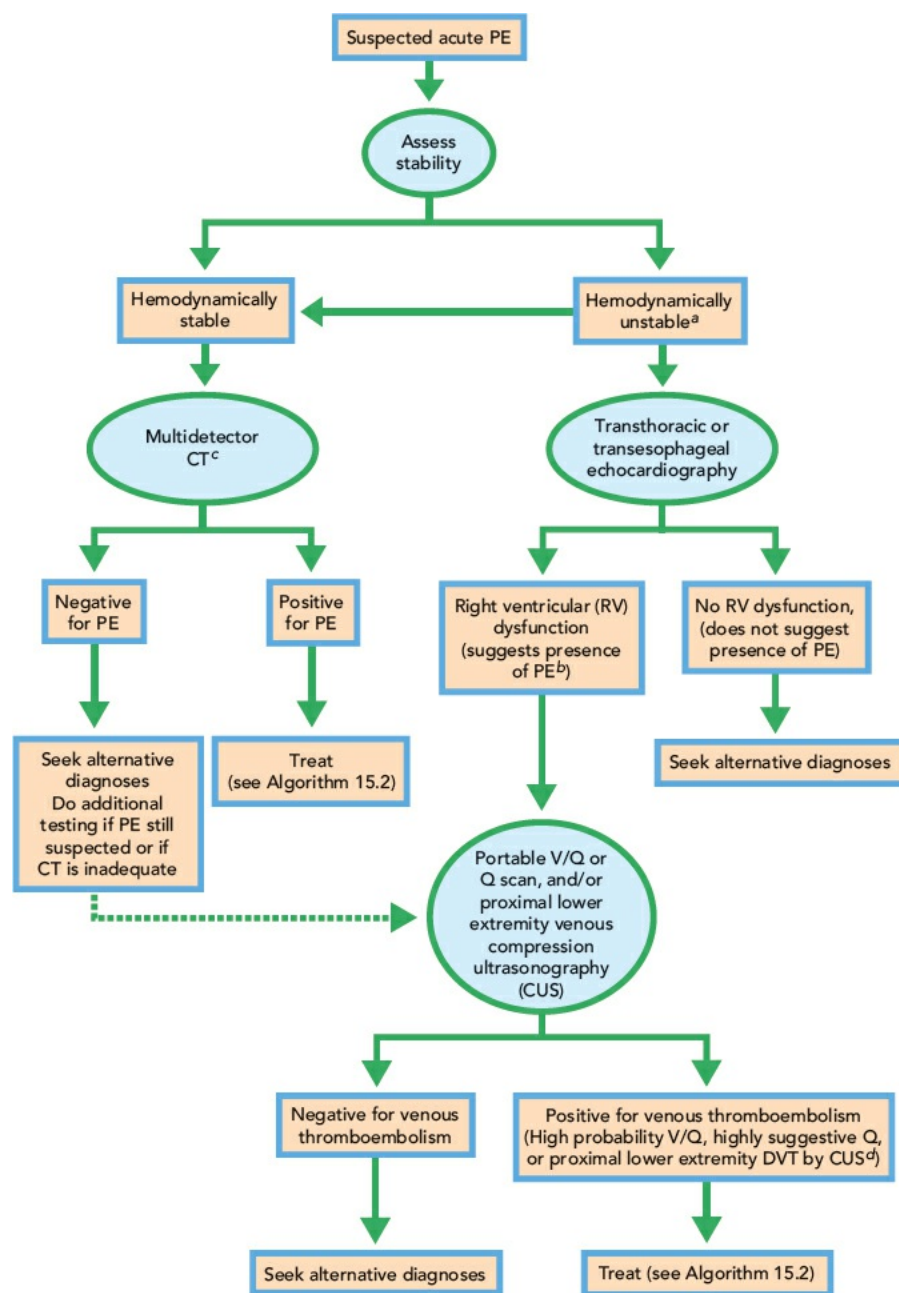 Suspected acute PE
Assess
stability
Hemodynamically
stable
Hemodynamically
unstable^a
Multidetector
CT^c
Transthoracic or
transesophageal
echocardiography
Negative
for PE
Positive
for PE
Right ventricular (RV)
dysfunction
(suggests presence
of PE^b)
No RV dysfunction,
(does not suggest
presence of PE)
Seek alternative
diagnoses
Do additional
testing if PE still
suspected or if
CT is inadequate
Treat
(see Algorithm 15.2)
Seek alternative diagnoses
Portable V/Q or
Q scan, and/or
proximal lower
extremity venous
compression
ultrasonography
(CUS)
Negative for venous
thromboembolism
Positive for venous thromboembolism
(High probability V/Q, highly suggestive Q,
or proximal lower extremity DVT by CUS^d)
Seek alternative diagnoses
Treat (see Algorithm 15.2)